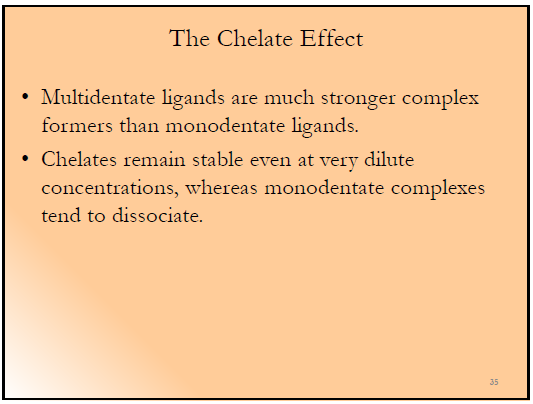 The Chelate Effect
• Multidentate ligands are much stronger complex
formers than monodentate ligands.
• Chelates remain stable even at very dilute
concentrations, whereas monodentate complexes
tend to dissociate.
35